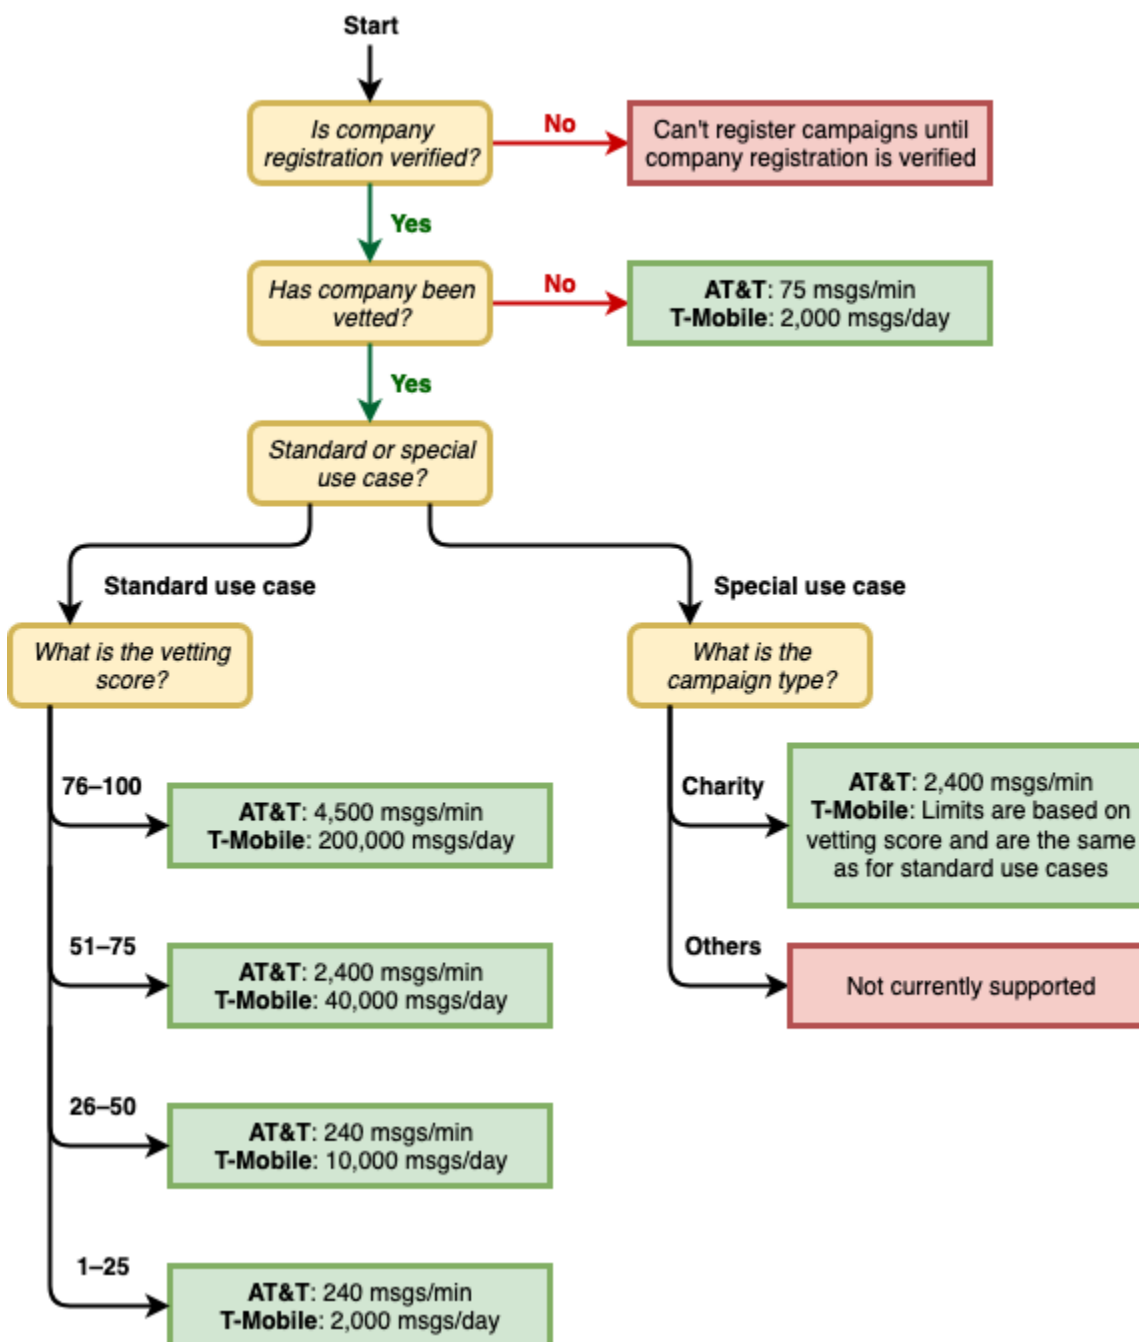 Start
Is company
registration verified?
No
Can't register campaigns until
company registration is verified
Yes
Has company been
vetted?
No
AT&T: 75 msgs/min
T-Mobile: 2,000 msgs/day
Yes
Standard or special
use case?
Standard use case
Special use case
What is the vetting
score?
What is the
campaign type?
76–100
AT&T: 4,500 msgs/min
T-Mobile: 200,000 msgs/day
Charity
AT&T: 2,400 msgs/min
T-Mobile: Limits are based on
vetting score and are the same
as for standard use cases
51–75
AT&T: 2,400 msgs/min
T-Mobile: 40,000 msgs/day
Others
Not currently supported
26–50
AT&T: 240 msgs/min
T-Mobile: 10,000 msgs/day
1–25
AT&T: 240 msgs/min
T-Mobile: 2,000 msgs/day